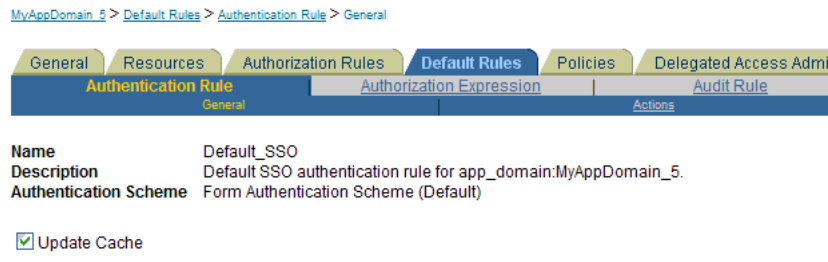 MyAppDomain_5 > Default Rules > Authentication Rule > General
General Resources Authorization Rules Default Rules Policies Delegated Access Admi
Authentication Rule | Authorization Expression | Audit Rule
General | Actions
Name Default_SSO
Description Default SSO authentication rule for app_domain:MyAppDomain_5.
Authentication Scheme Form Authentication Scheme (Default)
Update Cache